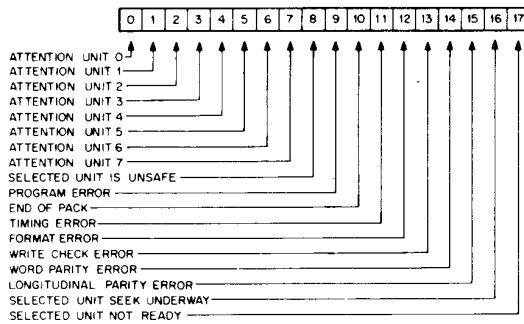 0 1 2 3 4 5 6 7 8 9 10 11 12 13 14 15 16 17
ATTENTION UNIT 0
ATTENTION UNIT 1
ATTENTION UNIT 2
ATTENTION UNIT 3
ATTENTION UNIT 4
ATTENTION UNIT 5
ATTENTION UNIT 6
ATTENTION UNIT 7
SELECTED UNIT IS UNSAFE
PROGRAM ERROR
END OF PACK
TIMING ERROR
FORMAT ERROR
WRITE CHECK ERROR
WORD PARITY ERROR
LONGITUDINAL PARITY ERROR
SELECTED UNIT SEEK UNDERWAY
SELECTED UNIT NOT READY